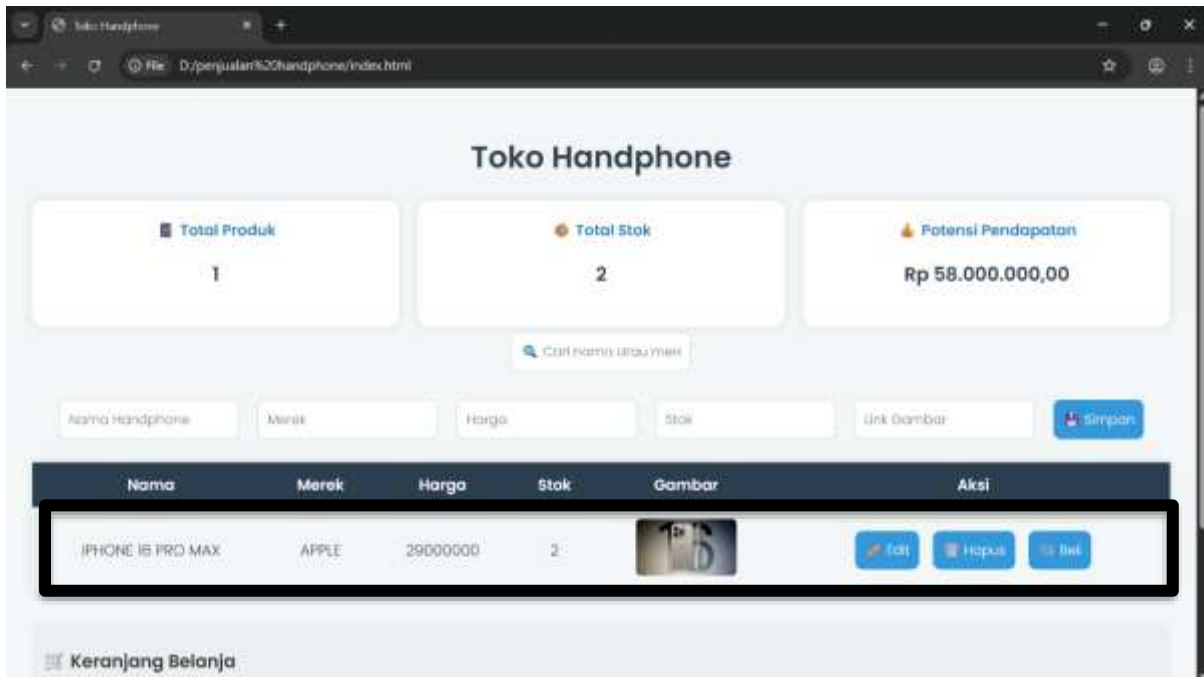 Toko Handphone
File D:/penjualan%20handphone/index.html
Toko Handphone
Total Produk
1
Total Stok
2
Potensi Pendapatan
Rp 58.000.000,00
Cari nama atau mere
Nama Handphone
Merek
Harga
Stok
Link Gambar
Simpan
Nama Merek Harga Stok Gambar Aksi
IPHONE 16 PRO MAX APPLE 29000000 2 Edit Hapus Beli
Keranjang Belanja